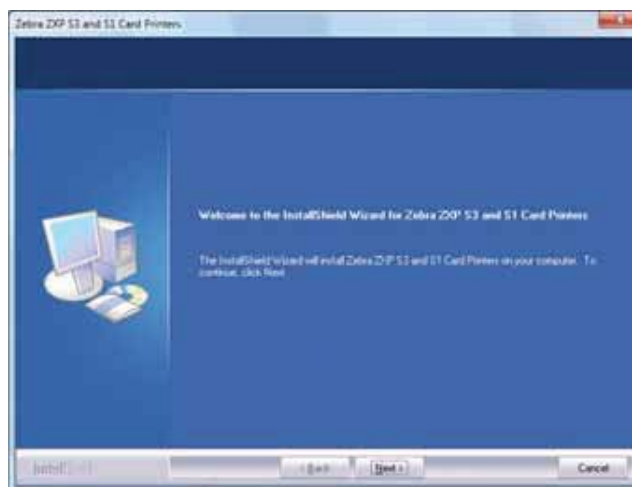 Zebra ZXP S3 and S1 Card Printers
Welcome to the InstallShield Wizard for Zebra ZXP S3 and S1 Card Printers
The InstallShield Wizard will install Zebra ZXP S3 and S1 Card Printers on your computer. To
continue, click Next
InstallShield
< Back
Next >
Cancel